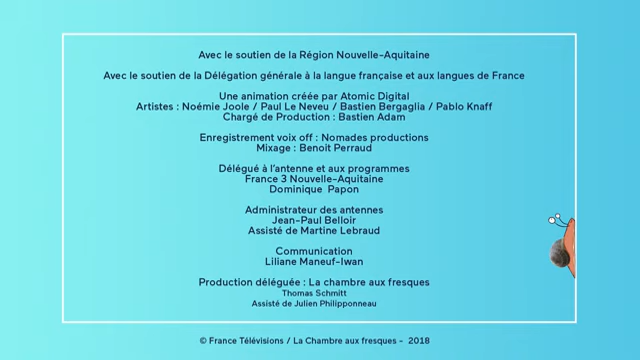 Avec le soutien de la Région Nouvelle-Aquitaine
Avec le soutien de la Délégation générale à la langue française et aux langues de France
Une animation créée par Atomic Digital
Artistes : Noémie Joole / Paul Le Neveu / Bastien Bergaglia / Pablo Knaff
Chargé de Production : Bastien Adam
Enregistrement voix off : Nomades productions
Mixage : Benoit Perraud
Délégué à l'antenne et aux programmes
France 3 Nouvelle-Aquitaine
Dominique Papon
Administrateur des antennes
Jean-Paul Belloir
Assisté de Martine Lebraud
Communication
Liliane Maneuf-Iwan
Production déléguée : La chambre aux fresques
Thomas Schmitt
Assisté de Julien Philipponneau
© France Télévisions / La Chambre aux fresques - 2018